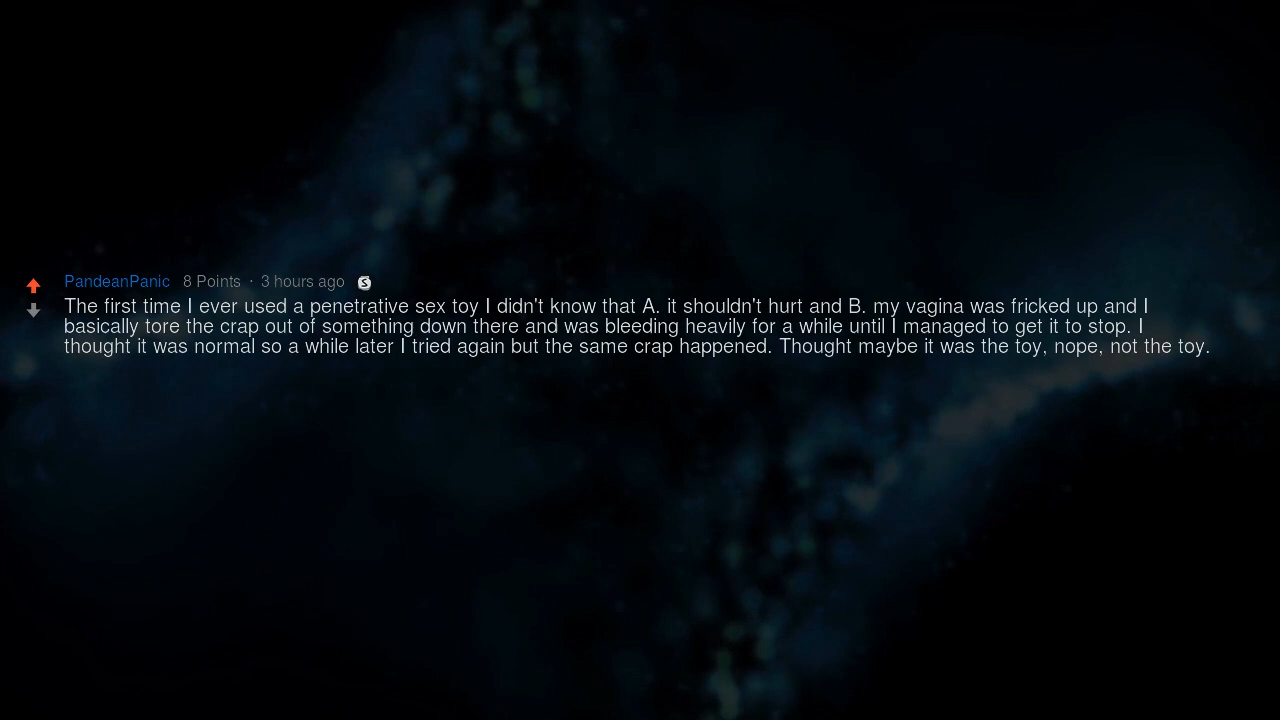 PandeanPanic 8 Points · 3 hours ago S
The first time I ever used a penetrative sex toy I didn't know that A. it shouldn't hurt and B. my vagina was fricked up and I
basically tore the crap out of something down there and was bleeding heavily for a while until I managed to get it to stop. I
thought it was normal so a while later I tried again but the same crap happened. Thought maybe it was the toy, nope, not the toy.